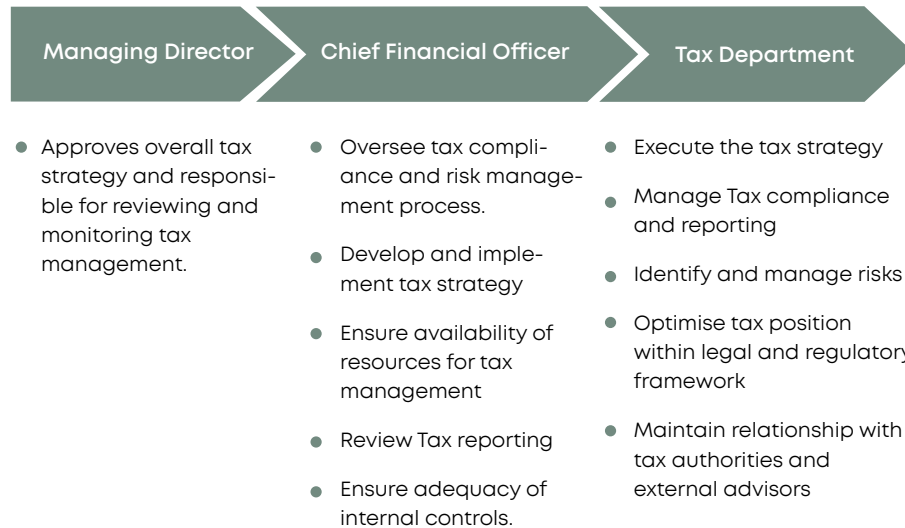 Managing Director
Chief Financial Officer
Tax Department
Approves overall tax
strategy and responsi-
ble for reviewing and
monitoring tax
management.
Oversee tax compli-
ance and risk manage-
ment process.
Develop and imple-
ment tax strategy
Ensure availability of
resources for tax
management
Review Tax reporting
Ensure adequacy of
internal controls.
Execute the tax strategy
Manage Tax compliance
and reporting
Identify and manage risks
Optimise tax position
within legal and regulatory
framework
Maintain relationship with
tax authorities and
external advisors